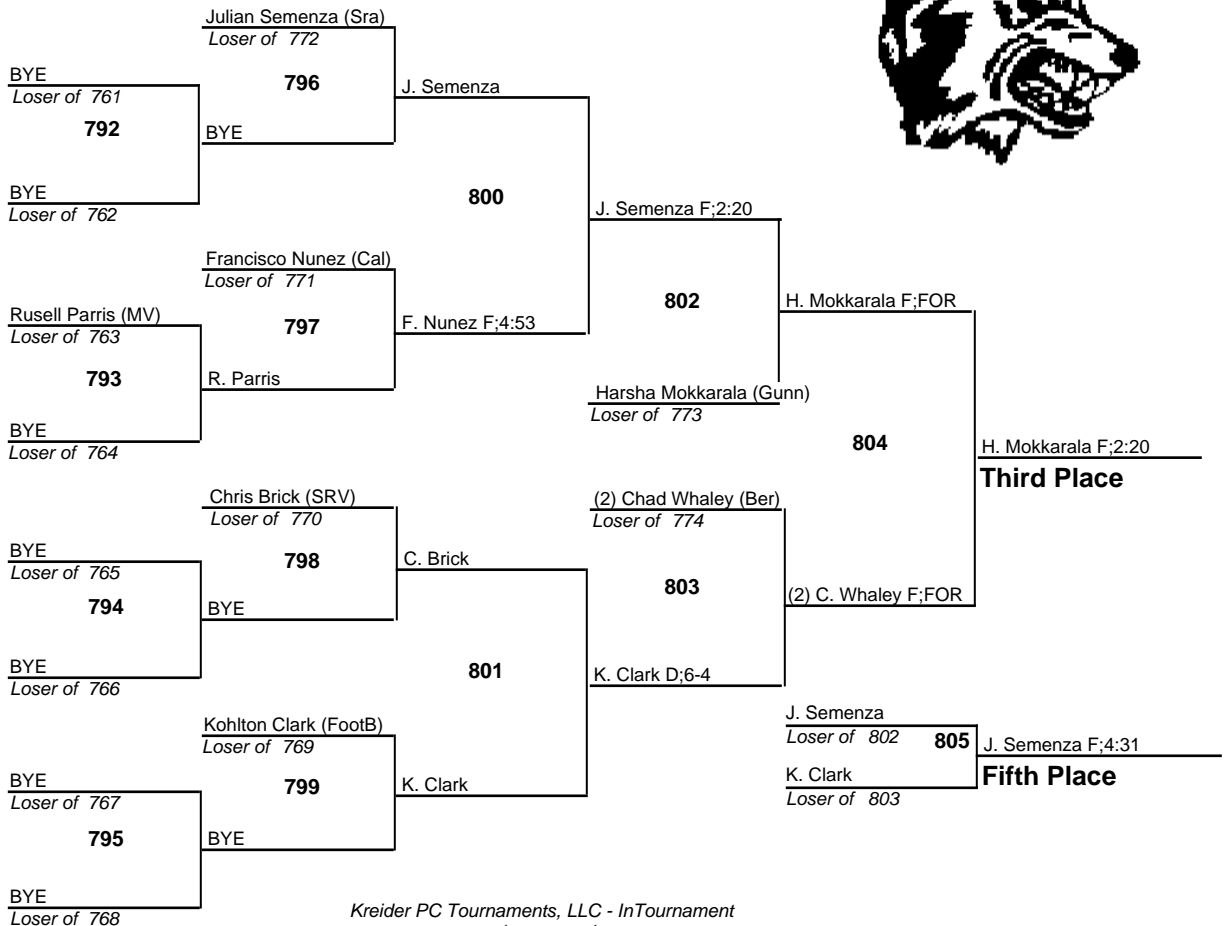 Julian Semenza (Sra)
Loser of 772
BYE
Loser of 761
796
J. Semenza
792
BYE
BYE
Loser of 762
800
J. Semenza F;2:20
Francisco Nunez (Cal)
Loser of 771
802
H. Mokkarala F;FOR
Rusell Parris (MV)
Loser of 763
797
F. Nunez F;4:53
793
R. Parris
Harsha Mokkarala (Gunn)
Loser of 773
BYE
Loser of 764
804
H. Mokkarala F;2:20
Third Place
Chris Brick (SRV)
Loser of 770
(2) Chad Whaley (Ber)
Loser of 774
BYE
Loser of 765
798
C. Brick
803
794
BYE
(2) C. Whaley F;FOR
BYE
Loser of 766
801
K. Clark D;6-4
Kohlton Clark (FootB)
Loser of 769
J. Semenza
Loser of 802
805
J. Semenza F;4:31
Fifth Place
BYE
Loser of 767
799
K. Clark
K. Clark
Loser of 803
795
BYE
BYE
Loser of 768
Kreider PC Tournaments, LLC - InTournament